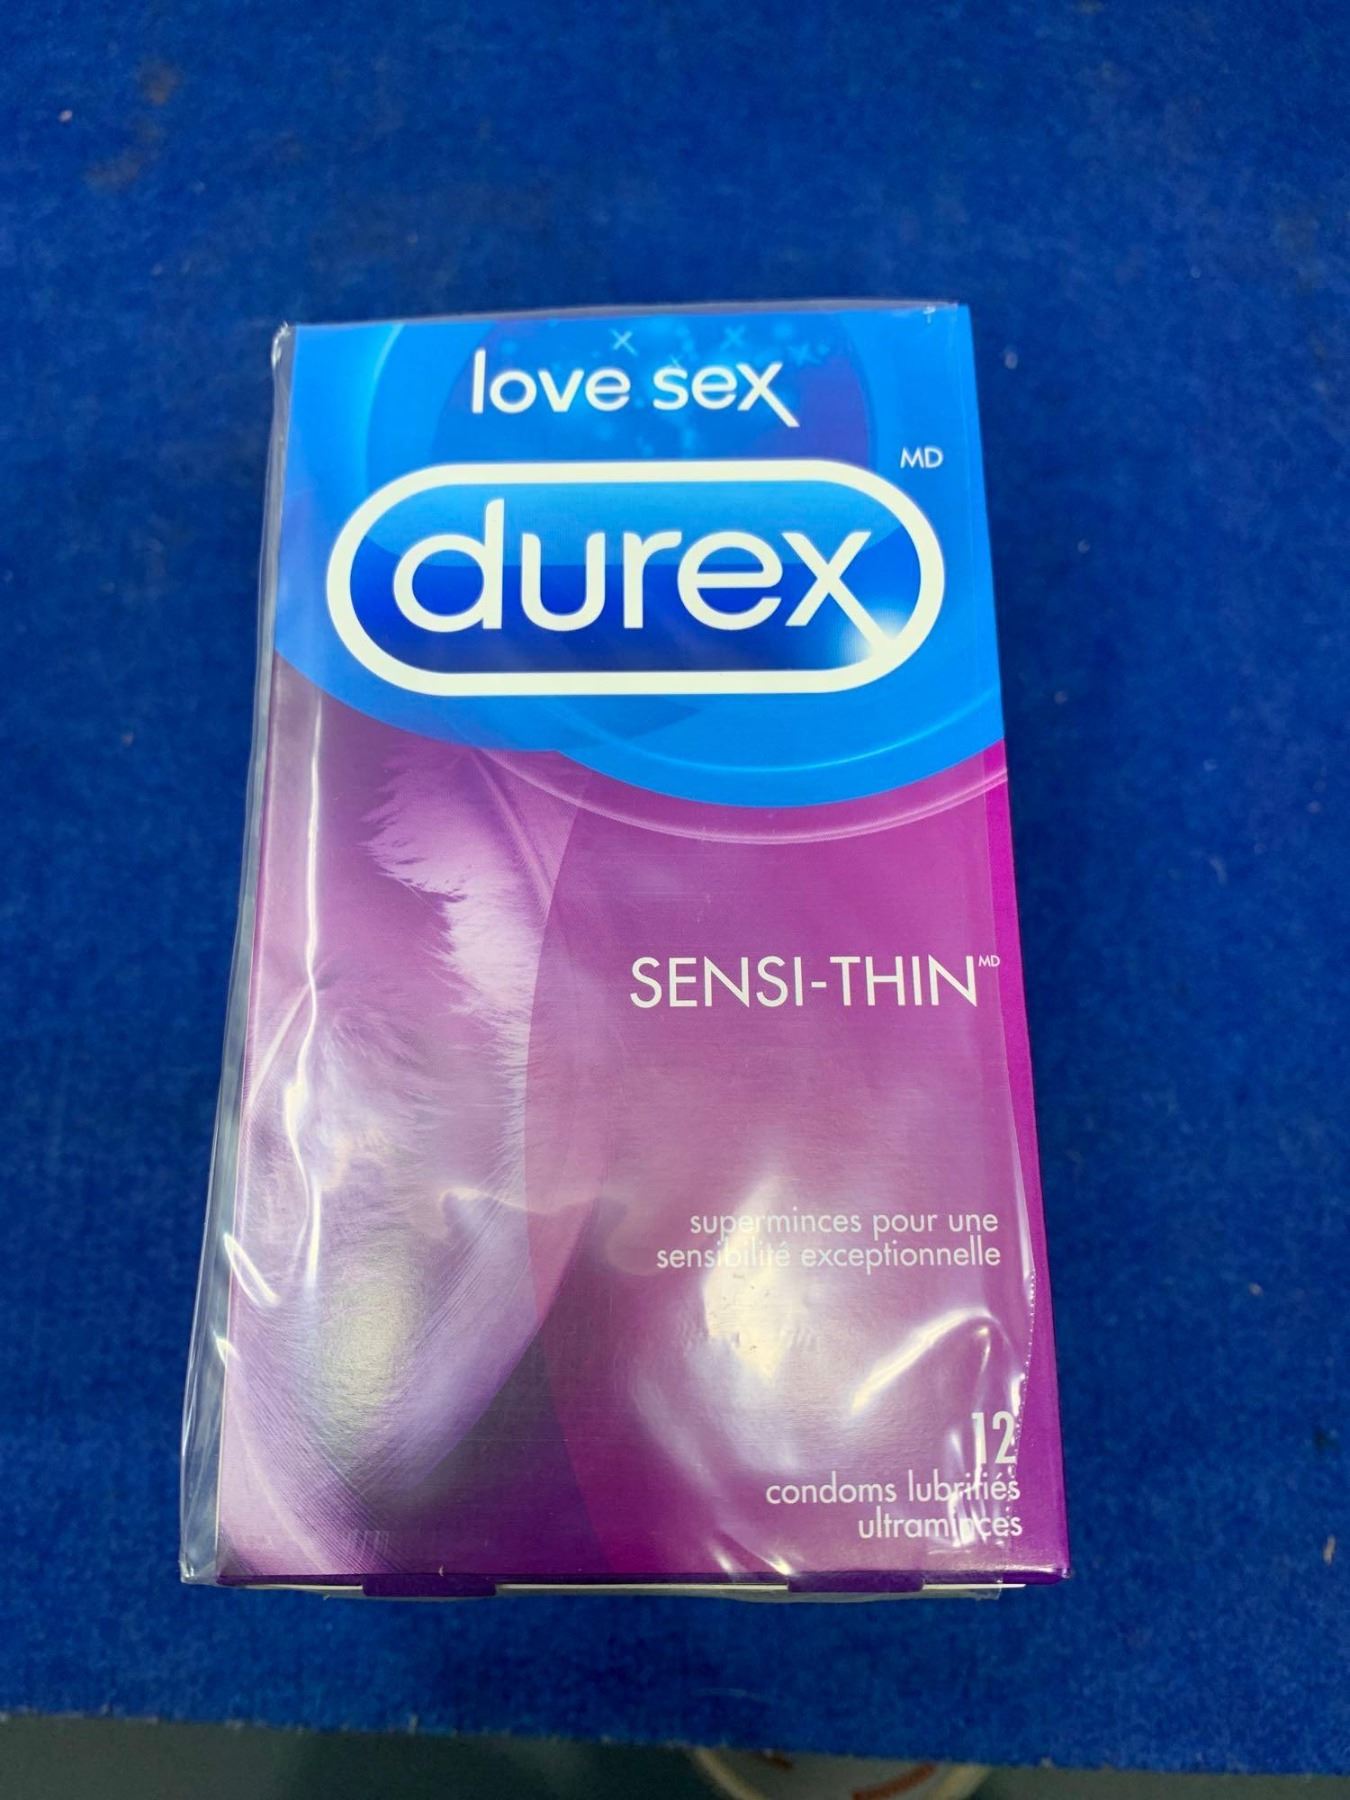 love sex
durex MD
SENSI-THIN MD
superminces pour une
sensibilité exceptionnelle
12
condoms lubrifiés
ultraminces